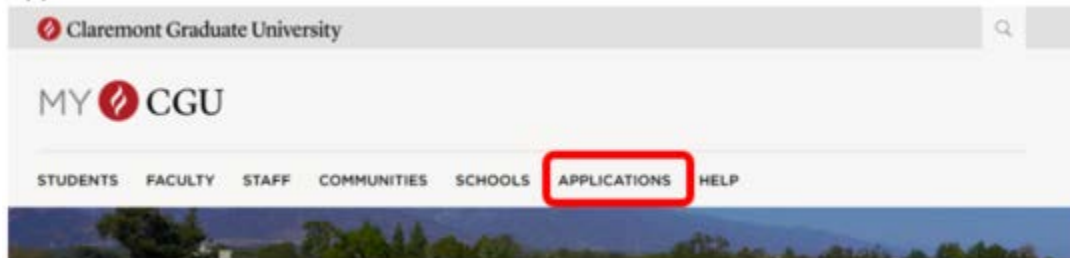 Claremont Graduate University
MY CGU
STUDENTS FACULTY STAFF COMMUNITIES SCHOOLS APPLICATIONS HELP